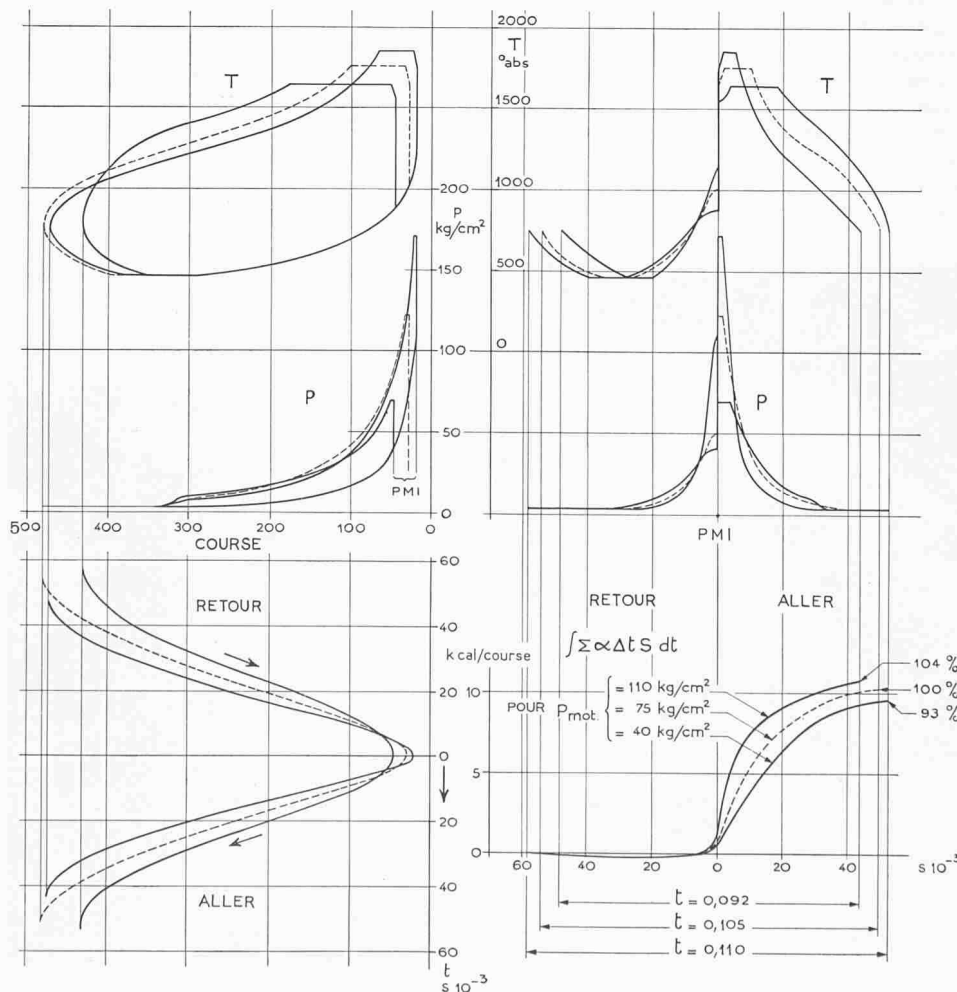 2000
T
°abs
T
T
1500
200
P
kg/cm²
1000
150
500
100
0
P
P
50
PMI
500 400 300 200 100 0
0
COURSE
PMI
60
RETOUR
40
RETOUR
ALLER
k cal/course
∫Σ∝ΔtS dt
104 %
20
10
POUR Pmot.
= 110 kg/cm²
100 %
= 75 kg/cm²
93 %
= 40 kg/cm²
0
5
20
0
60 20 0 20 40 s 10⁻³
40
ALLER
t = 0,092
t = 0,105
60
t = 0,110
t
s 10⁻³